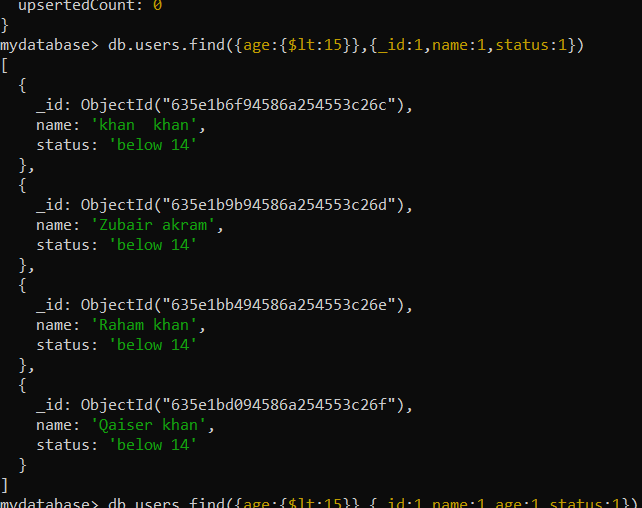 upsertedCount: 0
}
mydatabase> db.users.find({age:{$lt:15}},{_id:1,name:1,status:1})
[
  {
    _id: ObjectId("635e1b6f94586a254553c26c"),
    name: 'khan  khan',
    status: 'below 14'
  },
  {
    _id: ObjectId("635e1b9b94586a254553c26d"),
    name: 'Zubair akram',
    status: 'below 14'
  },
  {
    _id: ObjectId("635e1bb494586a254553c26e"),
    name: 'Raham khan',
    status: 'below 14'
  },
  {
    _id: ObjectId("635e1bd094586a254553c26f"),
    name: 'Qaiser khan',
    status: 'below 14'
  }
]
mydatabase> db.users.find({age:{$lt:15}},{_id:1,name:1,age:1,status:1})